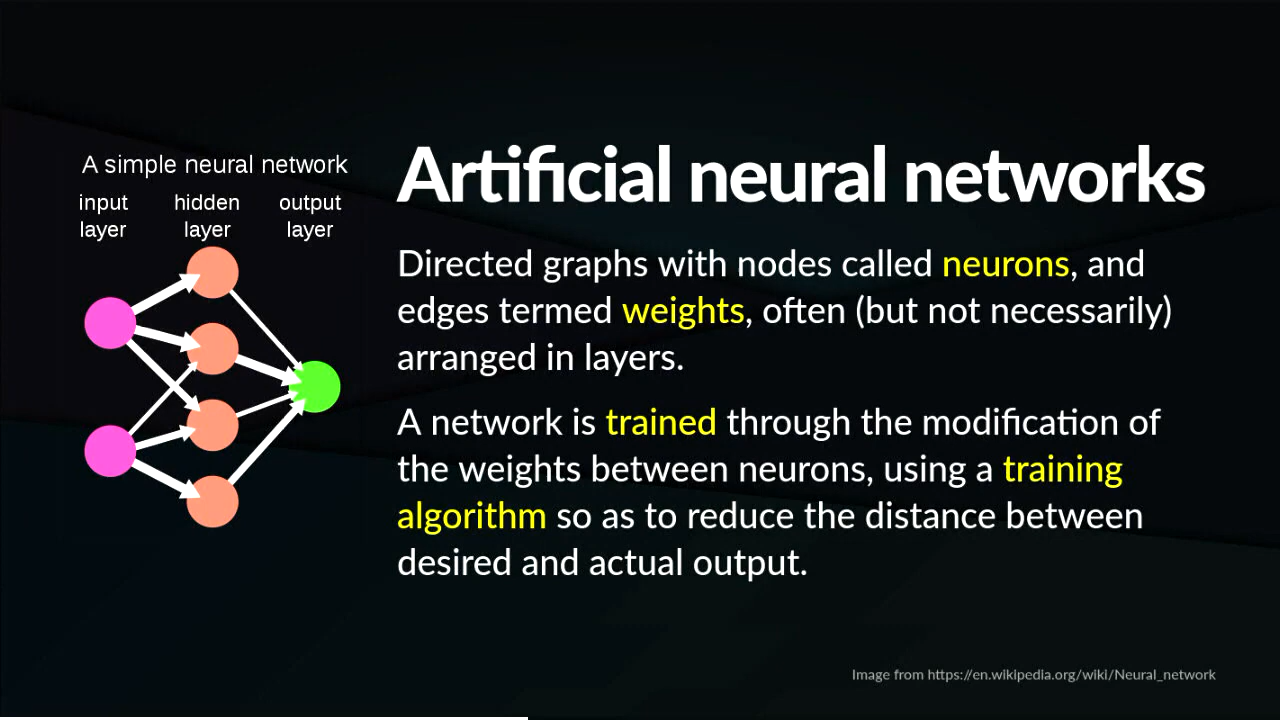 A simple neural network
input layer
hidden layer
output layer
Artificial neural networks
Directed graphs with nodes called neurons, and
edges termed weights, often (but not necessarily)
arranged in layers.
A network is trained through the modification of
the weights between neurons, using a training
algorithm so as to reduce the distance between
desired and actual output.
Image from https://en.wikipedia.org/wiki/Neural_network